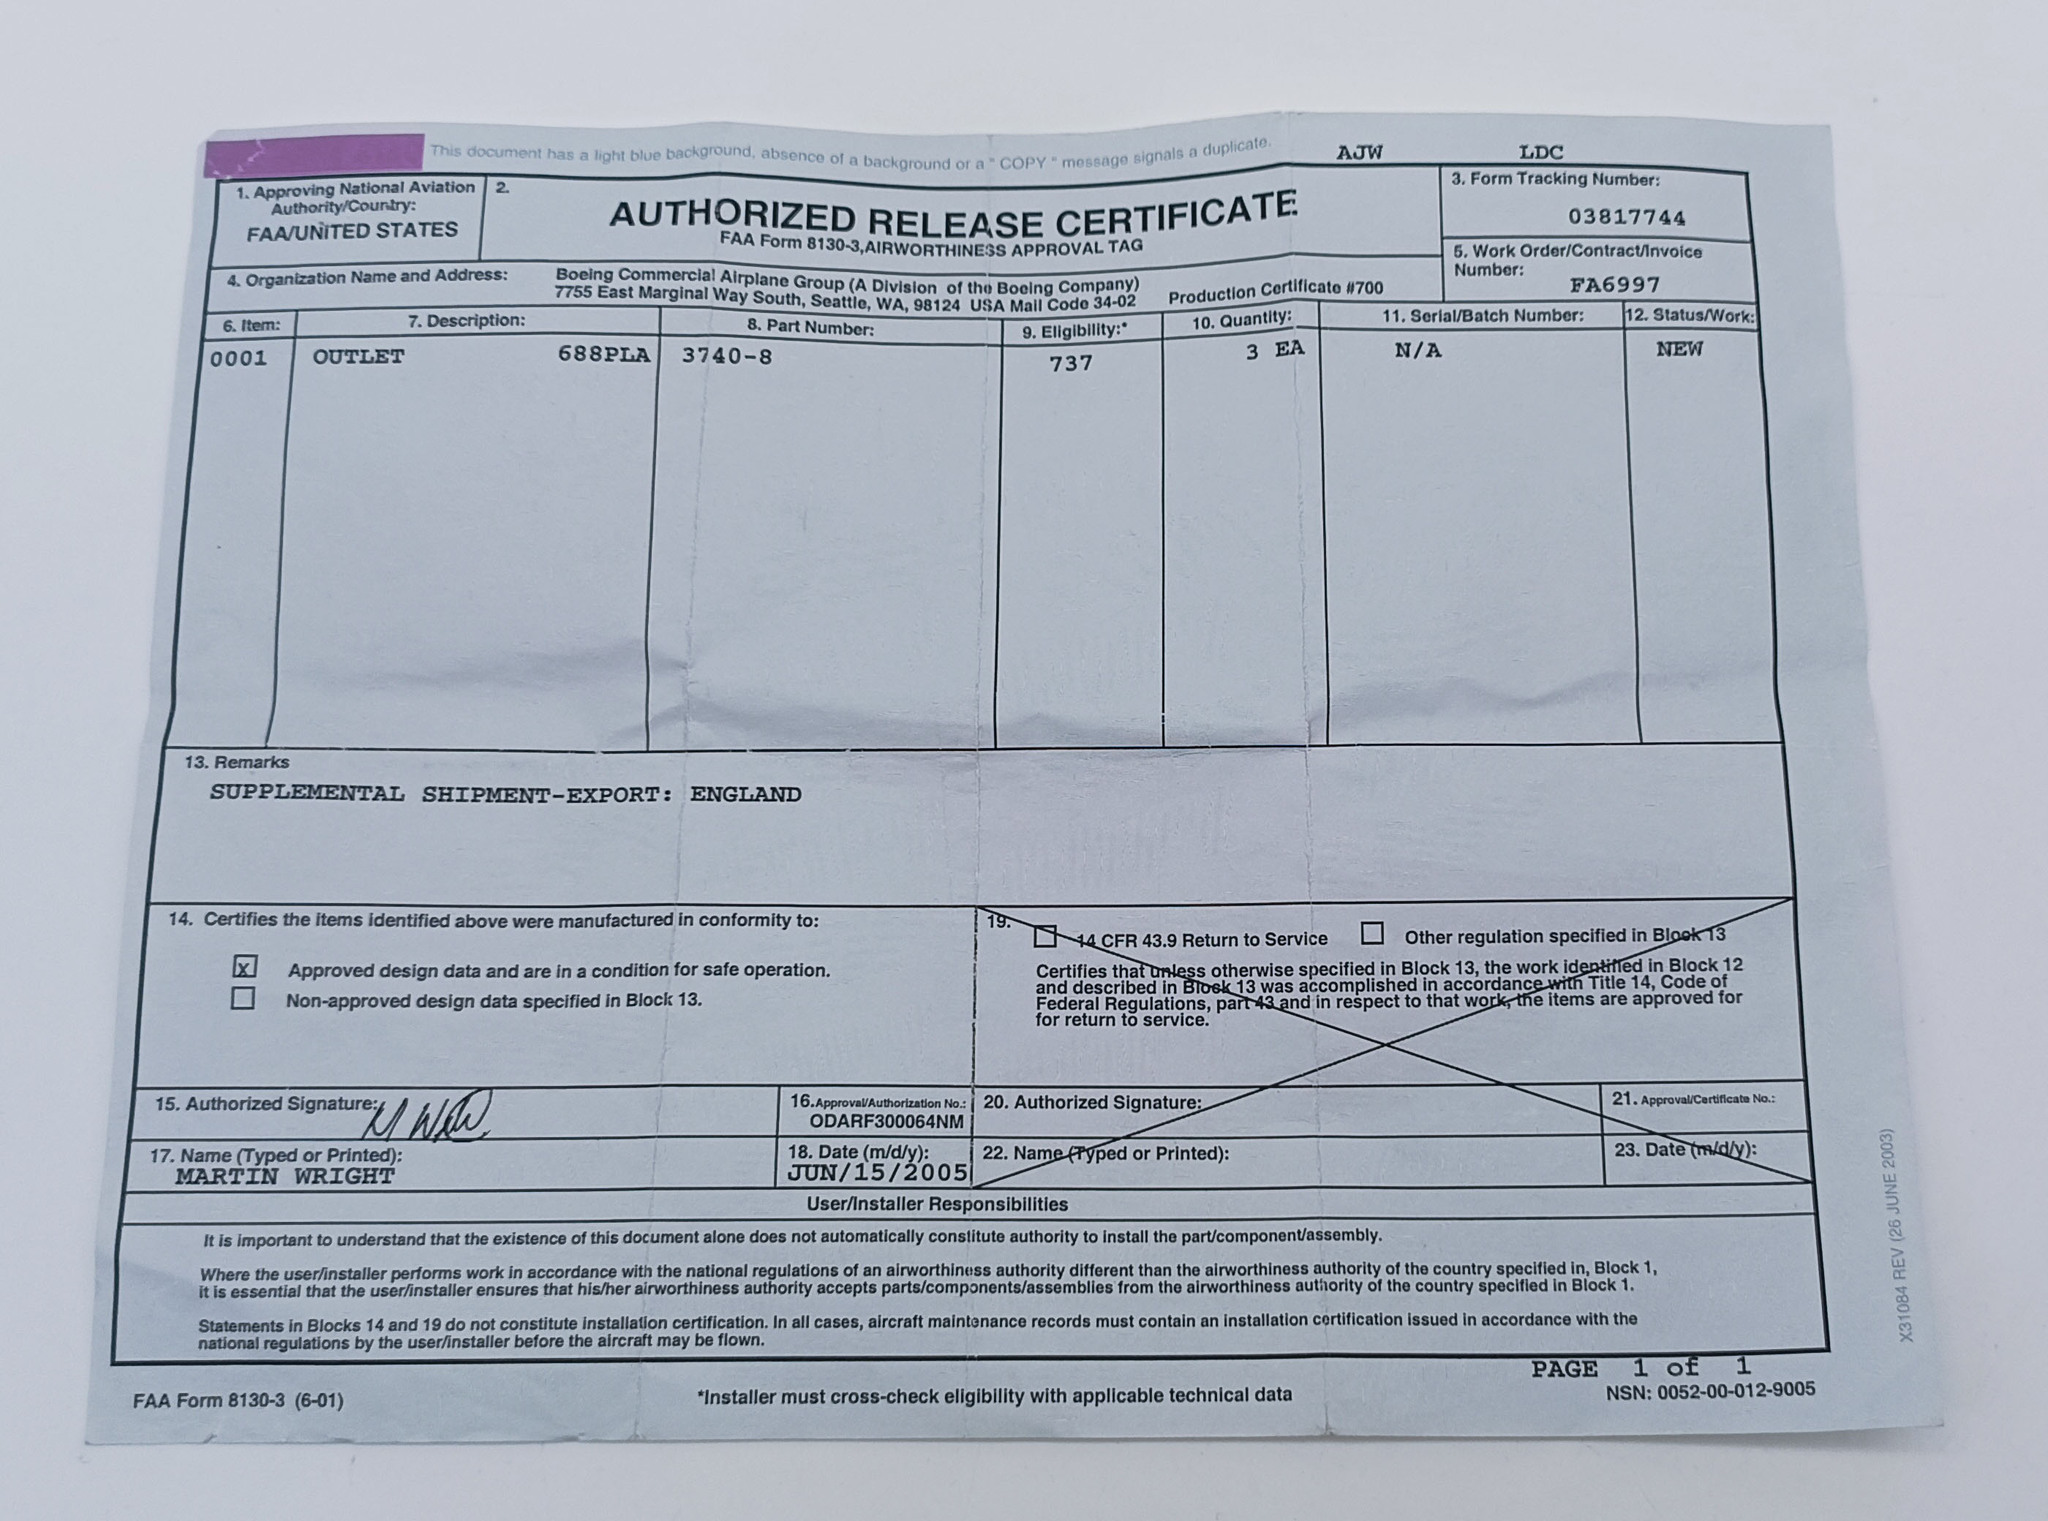 This document has a light blue background, absence of a background or a " COPY " message signals a duplicate.
AJW LDC
1. Approving National Aviation
Authority/Country:
FAA/UNITED STATES
2.
AUTHORIZED RELEASE CERTIFICATE
FAA Form 8130-3,AIRWORTHINESS APPROVAL TAG
3. Form Tracking Number:
03817744
4. Organization Name and Address:
Boeing Commercial Airplane Group (A Division of the Boeing Company)
7755 East Marginal Way South, Seattle, WA, 98124 USA Mail Code 34-02
Production Certificate #700
5. Work Order/Contract/Invoice
Number:
FA6997
6. Item: 7. Description: 8. Part Number: 9. Eligibility:* 10. Quantity: 11. Serial/Batch Number: 12. Status/Work:
0001 OUTLET 688PLA 3740-8 737 3 EA N/A NEW
13. Remarks
SUPPLEMENTAL SHIPMENT-EXPORT: ENGLAND
14. Certifies the items identified above were manufactured in conformity to:
x Approved design data and are in a condition for safe operation.
Non-approved design data specified in Block 13.
19.
14 CFR 43.9 Return to Service Other regulation specified in Block 13
Certifies that unless otherwise specified in Block 13, the work identified in Block 12
and described in Block 13 was accomplished in accordance with Title 14, Code of
Federal Regulations, part 43 and in respect to that work, the items are approved for
for return to service.
15. Authorized Signature:
16.Approval/Authorization No.:
ODARF300064NM
20. Authorized Signature:
21. Approval/Certificate No.:
17. Name (Typed or Printed):
MARTIN WRIGHT
18. Date (m/d/y):
JUN/15/2005
22. Name (Typed or Printed):
23. Date (m/d/y):
User/Installer Responsibilities
It is important to understand that the existence of this document alone does not automatically constitute authority to install the part/component/assembly.
Where the user/installer performs work in accordance with the national regulations of an airworthiness authority different than the airworthiness authority of the country specified in, Block 1,
it is essential that the user/installer ensures that his/her airworthiness authority accepts parts/components/assemblies from the airworthiness authority of the country specified in Block 1.
Statements in Blocks 14 and 19 do not constitute installation certification. In all cases, aircraft maintenance records must contain an installation certification issued in accordance with the
national regulations by the user/installer before the aircraft may be flown.
PAGE 1 of 1
FAA Form 8130-3 (6-01)
*Installer must cross-check eligibility with applicable technical data
NSN: 0052-00-012-9005
X31084 REV (26 JUNE 2003)